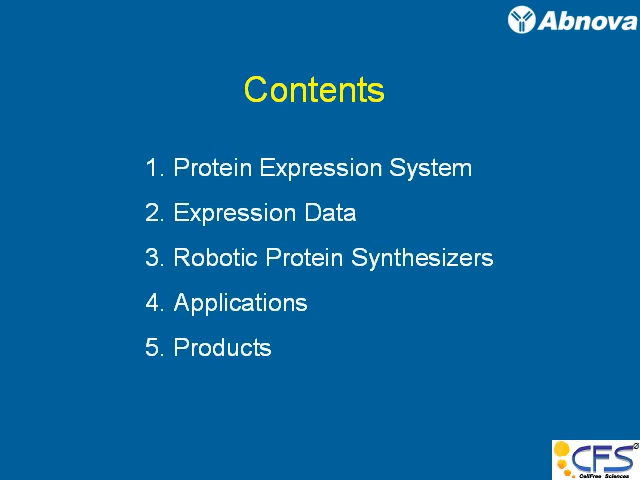 Abnova
Contents
1. Protein Expression System
2. Expression Data
3. Robotic Protein Synthesizers
4. Applications
5. Products
CFS
CellFree Sciences